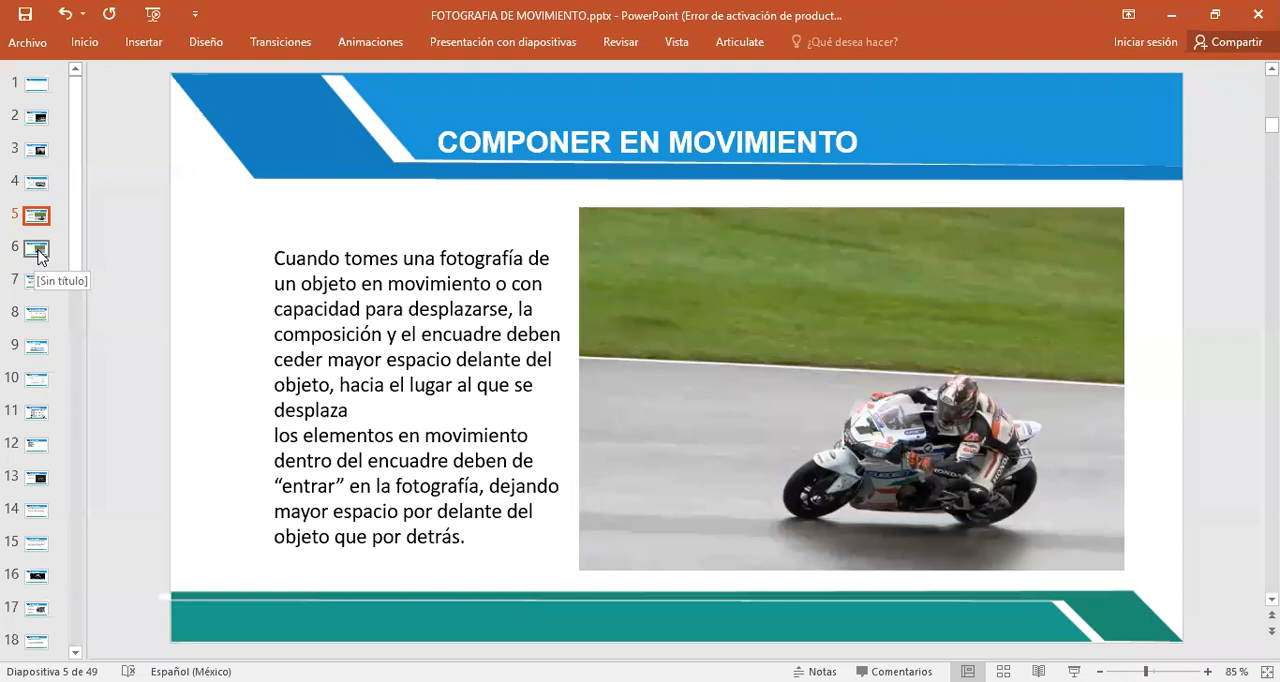 FOTOGRAFIA DE MOVIMIENTO.pptx - PowerPoint (Error de activación de product...
Archivo Inicio Insertar Diseño Transiciones Animaciones Presentación con diapositivas Revisar Vista Articulate ¿Qué desea hacer? Iniciar sesión Compartir
1
2
3
4
5
6
[Sin título]
7
8
9
10
11
12
13
14
15
16
17
18
COMPONER EN MOVIMIENTO
Cuando tomes una fotografía de
un objeto en movimiento o con
capacidad para desplazarse, la
composición y el encuadre deben
ceder mayor espacio delante del
objeto, hacia el lugar al que se
desplaza
los elementos en movimiento
dentro del encuadre deben de
“entrar” en la fotografía, dejando
mayor espacio por delante del
objeto que por detrás.
Diapositiva 5 de 49 Español (México) Notas Comentarios 85 %